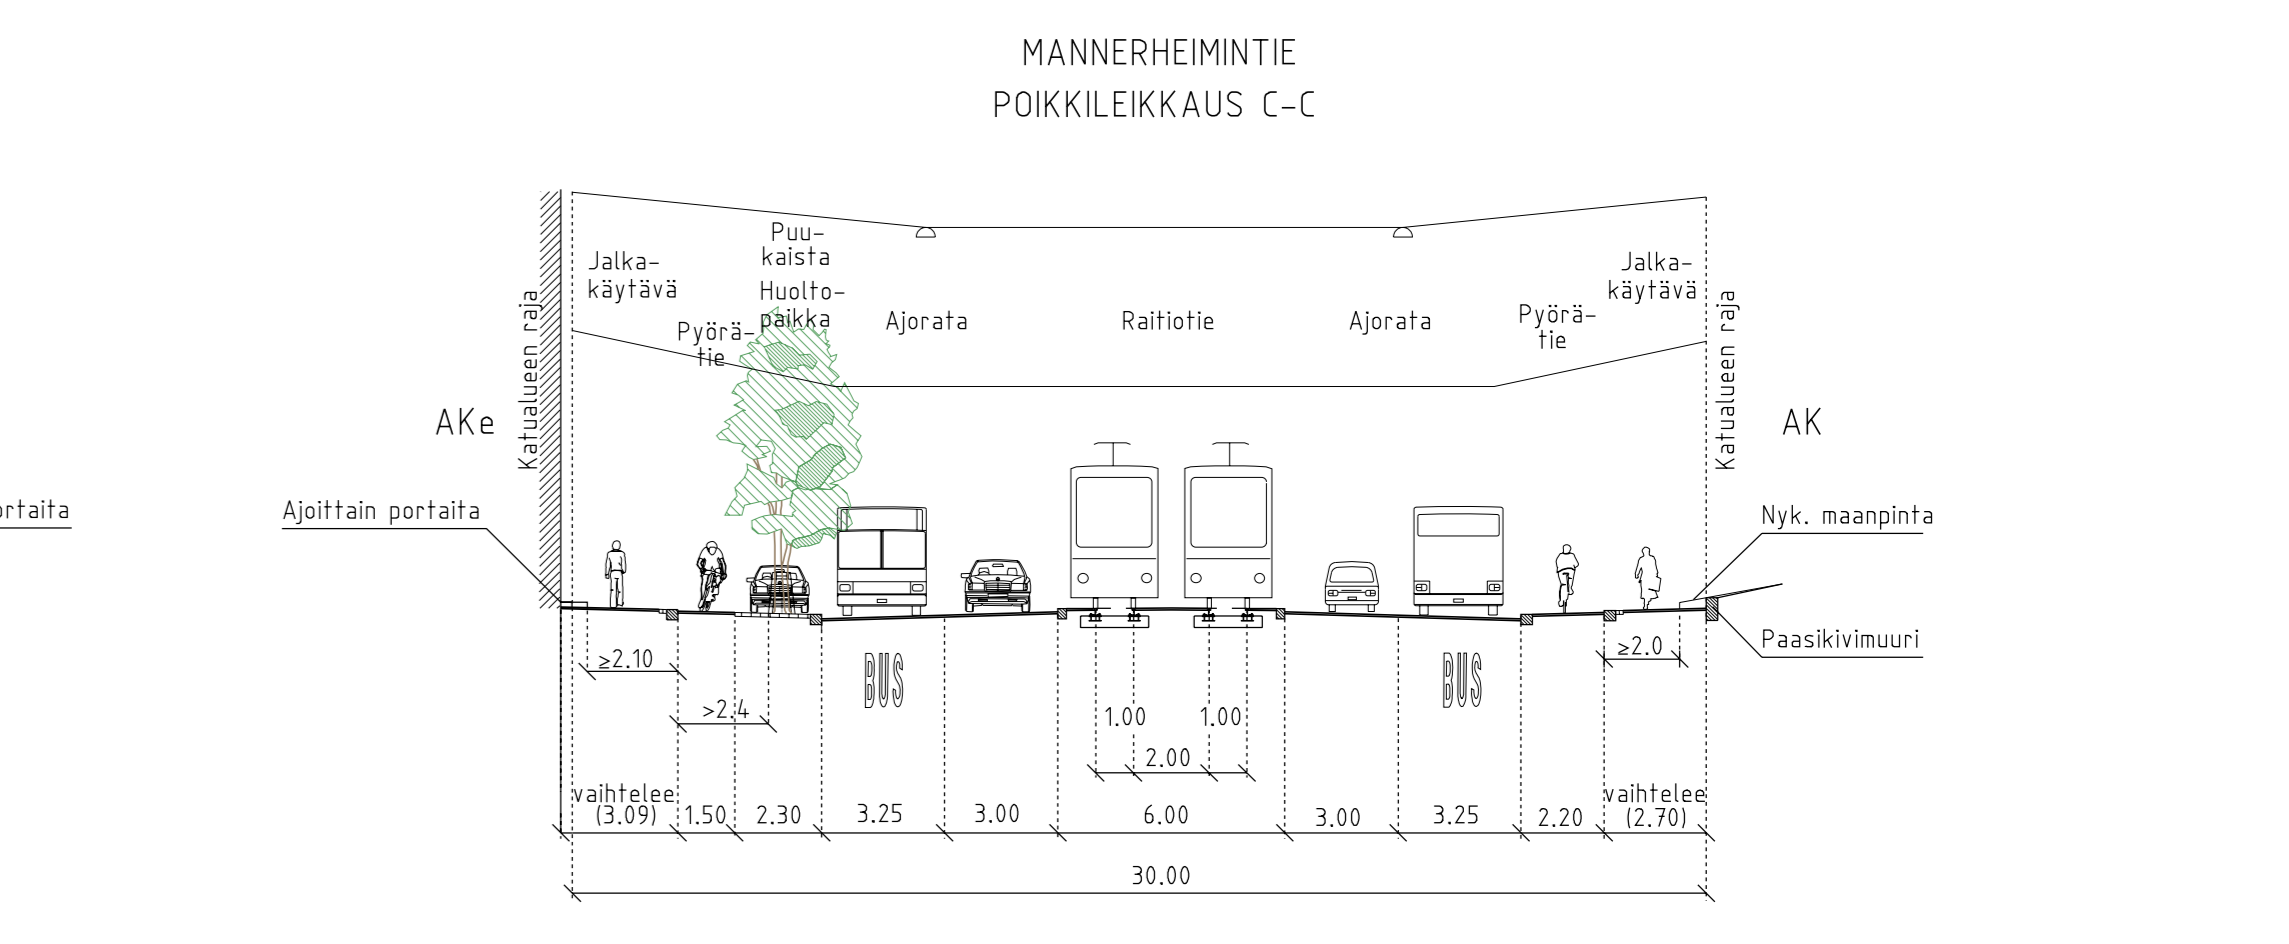 MANNERHEIMINTIE
POIKKILEIKKAUS C-C
Puu-
kaista
Jalka-
käytävä
Huolto-
paikka
Pyörä-
tie
Ajorata
Raitiotie
Ajorata
Pyörä-
tie
Jalka-
käytävä
Katualueen raja
Katualueen raja
AKe
AK
ortaita
Ajoittain portaita
Nyk. maanpinta
Paasikivimuuri
≥2.10
≥2.0
BUS
BUS
>2.4
1.00
1.00
2.00
vaihtelee
(3.09)
1.50
2.30
3.25
3.00
6.00
3.00
3.25
2.20
vaihtelee
(2.70)
30.00